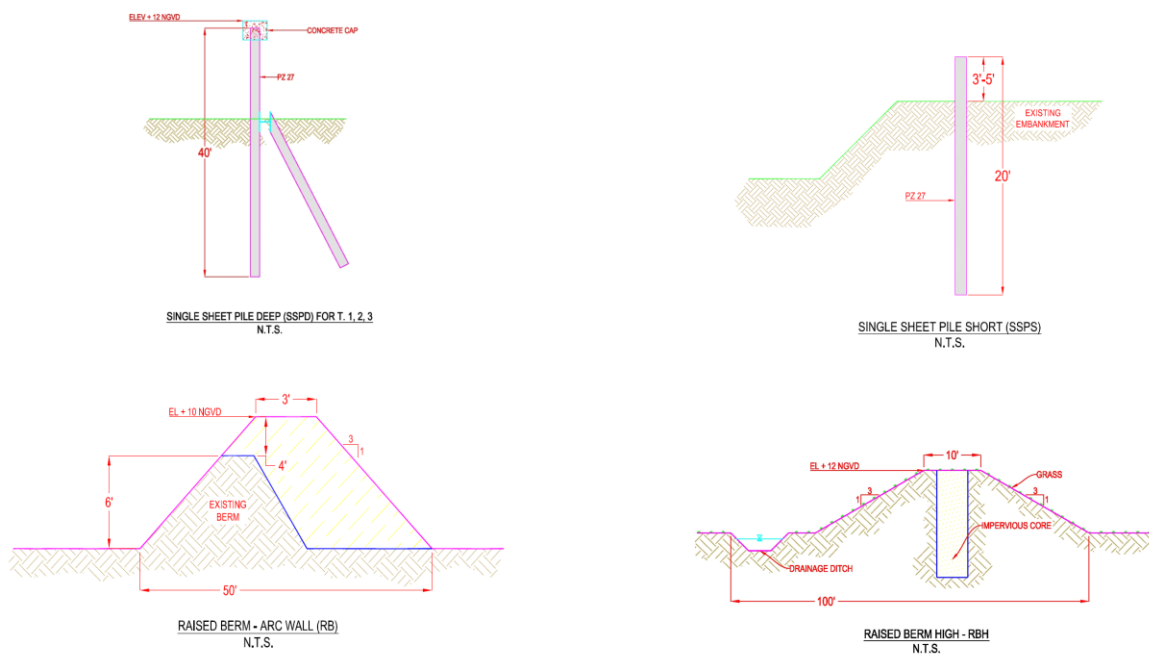 ELEV + 12 NGVD
CONCRETE CAP
PZ 27
40'
SINGLE SHEET PILE DEEP (SSPD) FOR T. 1, 2, 3
N.T.S.
3'-5'
EXISTING
EMBANKMENT
20'
PZ 27
SINGLE SHEET PILE SHORT (SSPS)
N.T.S.
3'
EL + 10 NGVD
3
1
4'
6'
EXISTING
BERM
50'
RAISED BERM - ARC WALL (RB)
N.T.S.
10'
EL + 12 NGVD
GRASS
3
1
3
1
IMPERVIOUS CORE
DRAINAGE DITCH
100'
RAISED BERM HIGH - RBH
N.T.S.